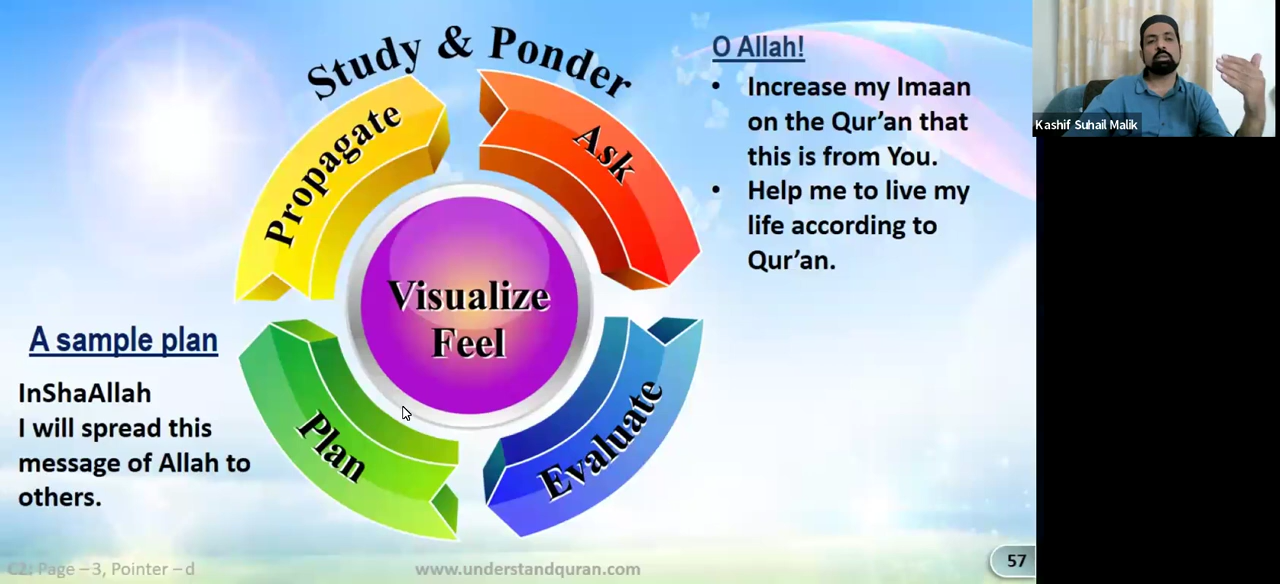 Study & Ponder
Propagate
Ask
Visualize
Feel
Plan
Evaluate
O Allah!
• Increase my Imaan
on the Qur’an that
this is from You.
• Help me to live my
life according to
Qur’an.
A sample plan
InShaAllah
I will spread this
message of Allah to
others.
C2: Page – 3, Pointer – d
www.understandquran.com
57
Kashif Suhail Malik